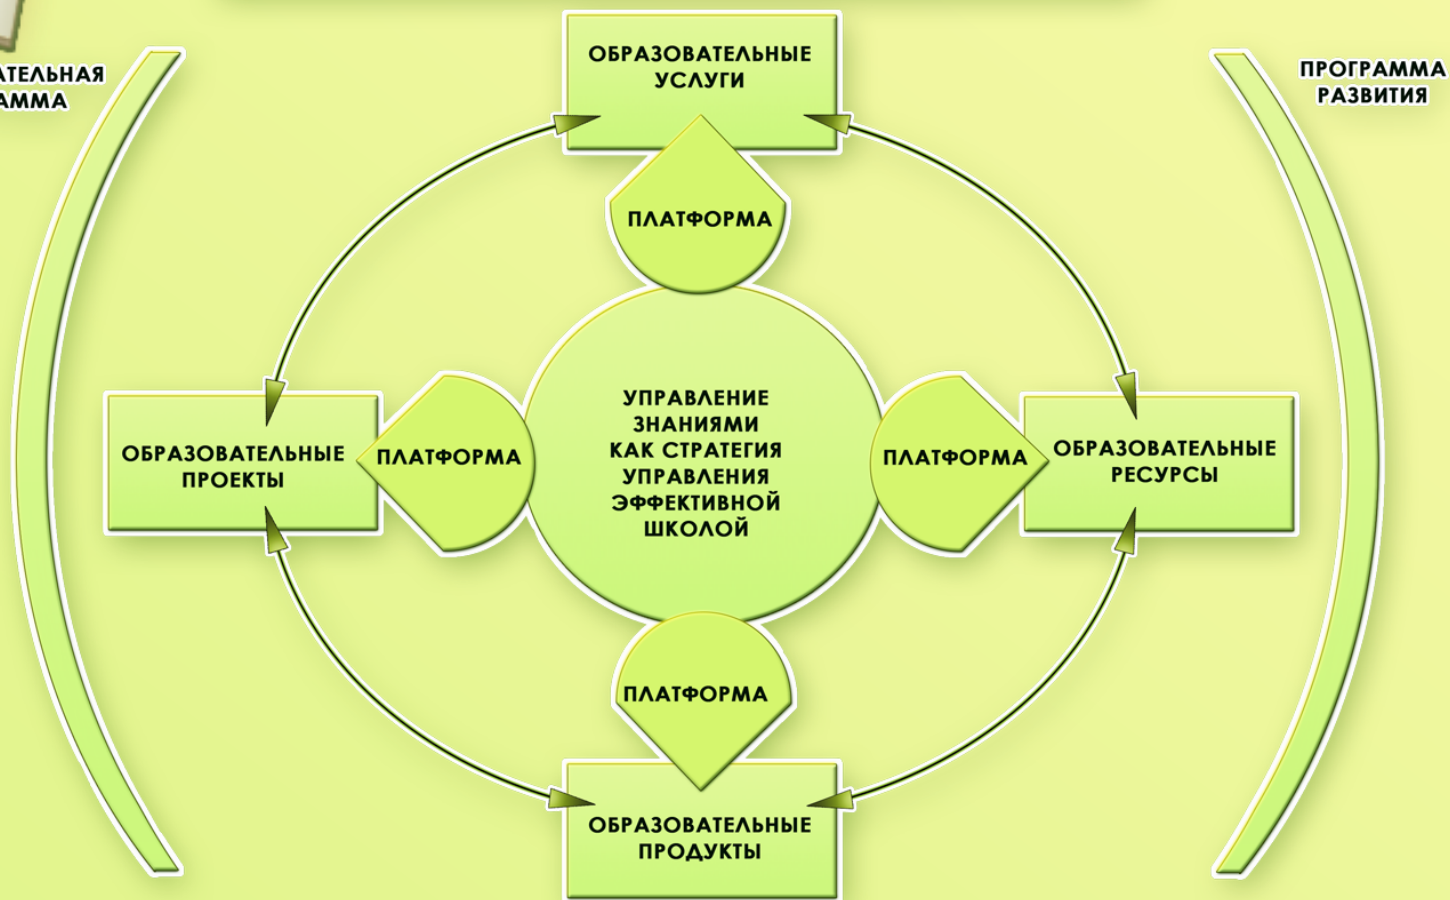 ОБРАЗОВАТЕЛЬНЫЕ
УСЛУГИ
ПРОГРАММА
РАЗВИТИЯ
ПЛАТФОРМА
УПРАВЛЕНИЕ
ЗНАНИЯМИ
КАК СТРАТЕГИЯ
УПРАВЛЕНИЯ
ЭФФЕКТИВНОЙ
ШКОЛОЙ
ОБРАЗОВАТЕЛЬНЫЕ
ПРОЕКТЫ
ПЛАТФОРМА
ПЛАТФОРМА
ОБРАЗОВАТЕЛЬНЫЕ
РЕСУРСЫ
ПЛАТФОРМА
ОБРАЗОВАТЕЛЬНЫЕ
ПРОДУКТЫ